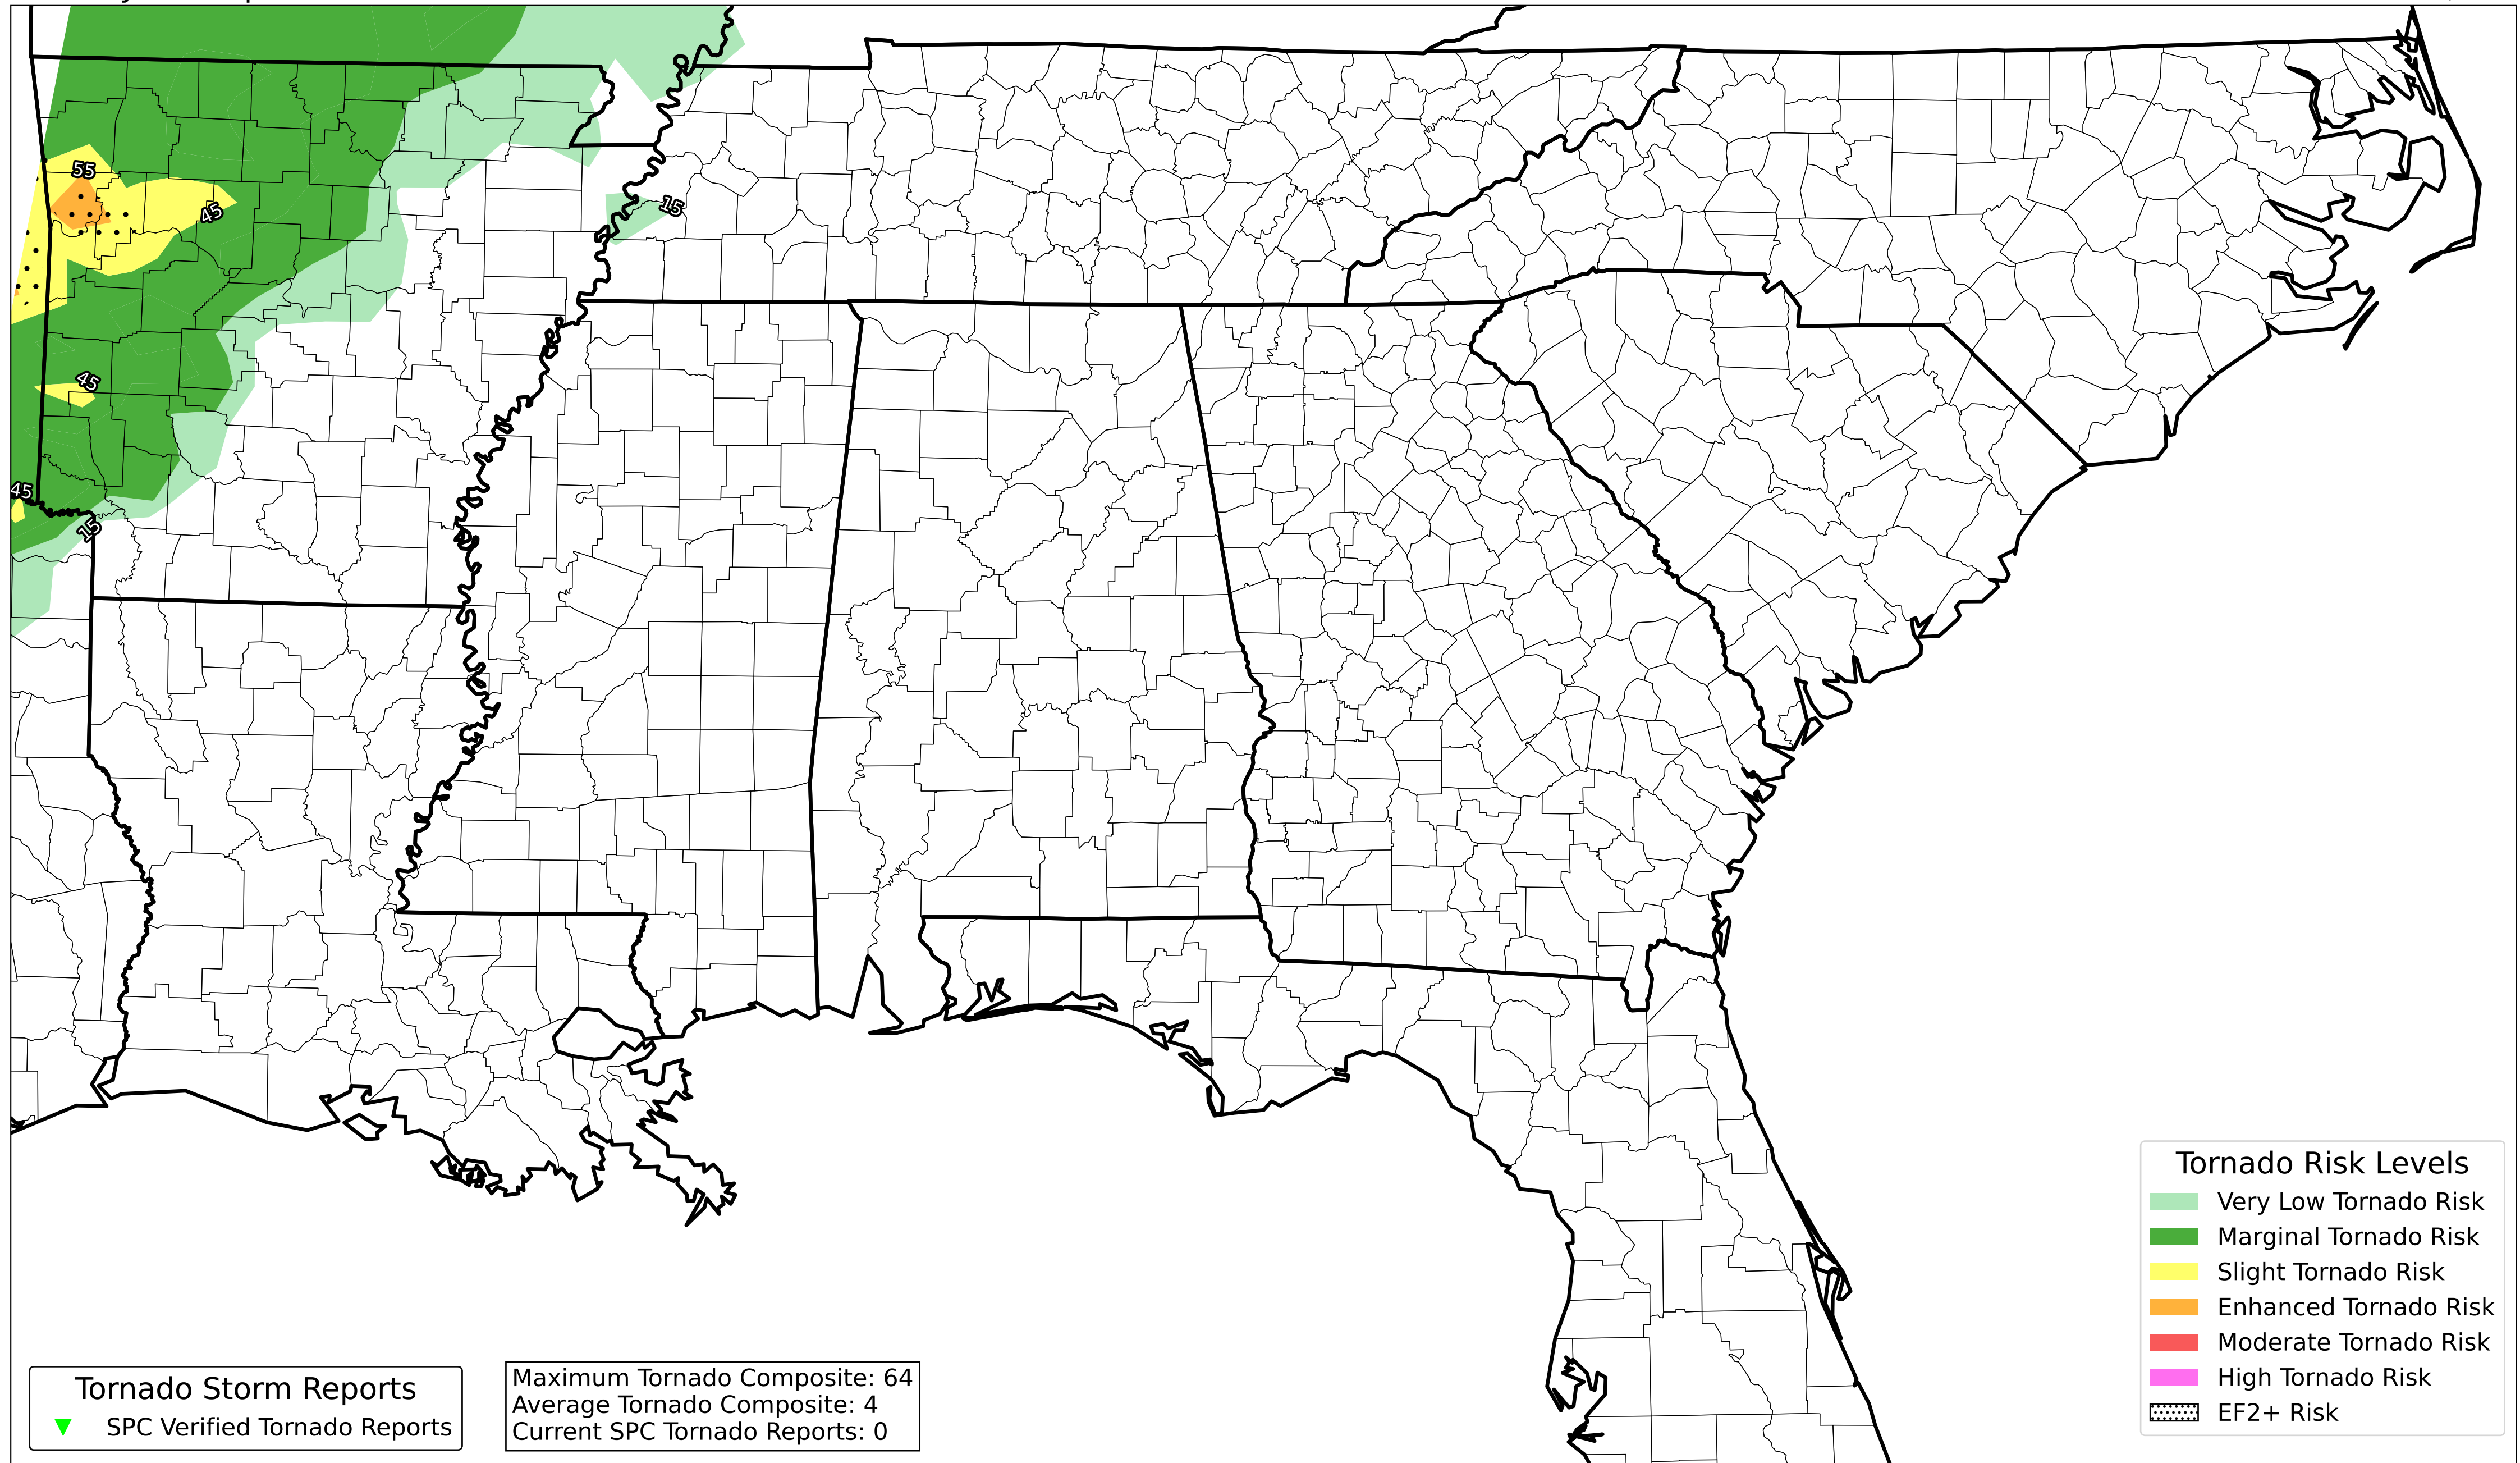 55
45
15
45
45
15
Tornado Risk Levels
Very Low Tornado Risk
Marginal Tornado Risk
Slight Tornado Risk
Enhanced Tornado Risk
Moderate Tornado Risk
High Tornado Risk
EF2+ Risk
Tornado Storm Reports
SPC Verified Tornado Reports
Maximum Tornado Composite: 64
Average Tornado Composite: 4
Current SPC Tornado Reports: 0